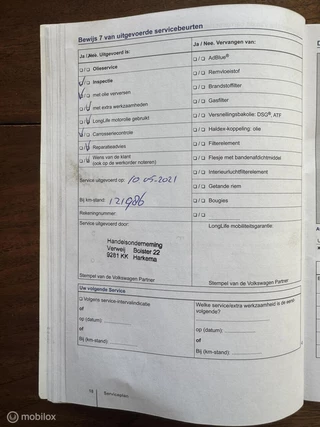 Bewijs 7 van uitgevoerde servicebeurten
Ja / Nee. Uitgevoerd is:
Olieservice
Inspectie
met olie verversen
met extra werkzaamheden
LongLife motorolie gebruikt
Carrosseriecontrole
Reparatieadvies
Wens van de klant
(ook op de werkorder noteren)
Service uitgevoerd op: 10-05-2021
Bij km-stand: 121986
Rekeningnummer:
Service uitgevoerd door:
Handelsonderneming
Verweij Bolster 22
9281 KK Harkema
Stempel van de Volkswagen Partner
Ja / Nee. Vervangen van:
AdBlue®
Remvloeistof
Brandstoffilter
Gasfilter
Versnellingsbakolie: DSG®, ATF
Haldex-koppeling: olie
Filterelement
Flesje met bandenafdichtmiddel
Interieurluchtfilterelement
Getande riem
Bougies
LongLife mobiliteitsgarantie:
Stempel van de Volkswagen Partner
Uw volgende Service
Volgens service-intervalindicatie
of
op (datum):
of
Bij (km-stand):
Welke service/extra werkzaamheid is de eerst
volgende?
op (datum):
of
Bij (km-stand):
Serviceplan
mobilox